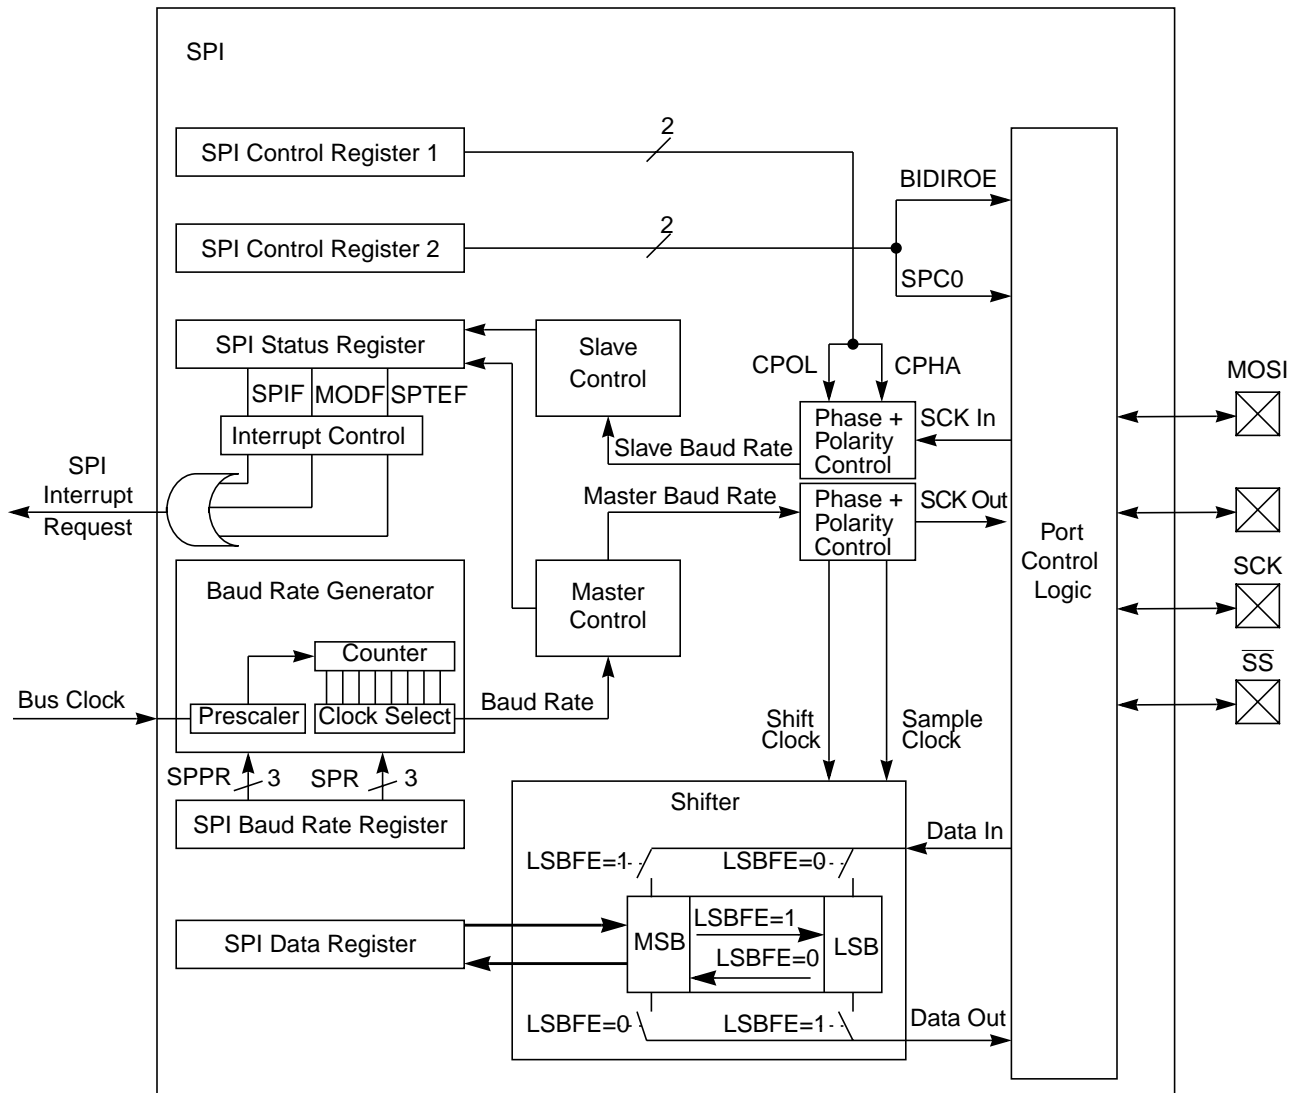 SPI
SPI Control Register 1
2
BIDIROE
SPI Control Register 2
2
SPC0
SPI Status Register
Slave
Control
CPOL
CPHA
MOSI
SPIF
MODF
SPTEF
Interrupt Control
Phase +
Polarity
Control
SCK In
Slave Baud Rate
SPI
Interrupt
Request
Master Baud Rate
Phase +
Polarity
Control
SCK Out
Port
Control
Logic
SCK
Baud Rate Generator
Master
Control
Counter
SS
Bus Clock
Prescaler
Clock Select
Baud Rate
Shift
Clock
Sample
Clock
SPPR
3
SPR
3
Shifter
SPI Baud Rate Register
Data In
LSBFE=1
LSBFE=0
SPI Data Register
MSB
LSBFE=1
LSBFE=0
LSB
LSBFE=0
LSBFE=1
Data Out